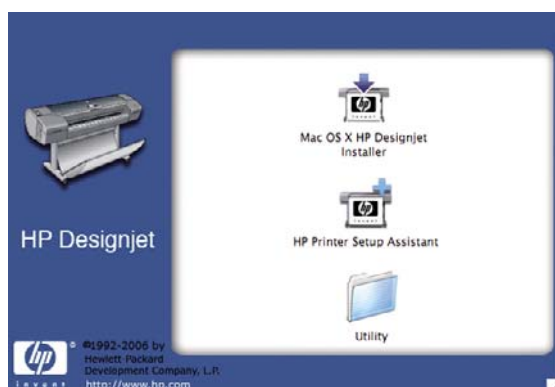 Mac OS X HP Designjet
Installer
HP Printer Setup Assistant
Utility
HP Designjet
hp
invent
©1992-2006 by
Hewlett-Packard
Development Company, L.P.
http://www.hp.com